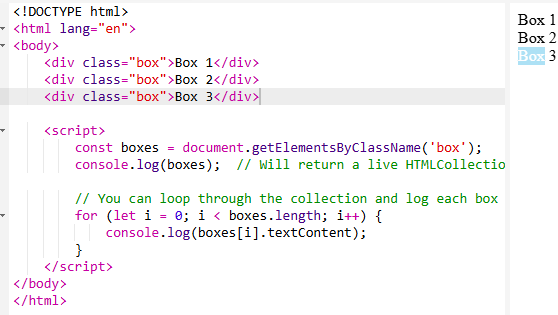 <!DOCTYPE html>
<html lang="en">
<body>
    <div class="box">Box 1</div>
    <div class="box">Box 2</div>
    <div class="box">Box 3</div>

    <script>
        const boxes = document.getElementsByClassName('box');
        console.log(boxes);  // Will return a live HTMLCollectio

        // You can loop through the collection and log each box
        for (let i = 0; i < boxes.length; i++) {
            console.log(boxes[i].textContent);
        }
    </script>
</body>
</html>
Box 1
Box 2
Box 3